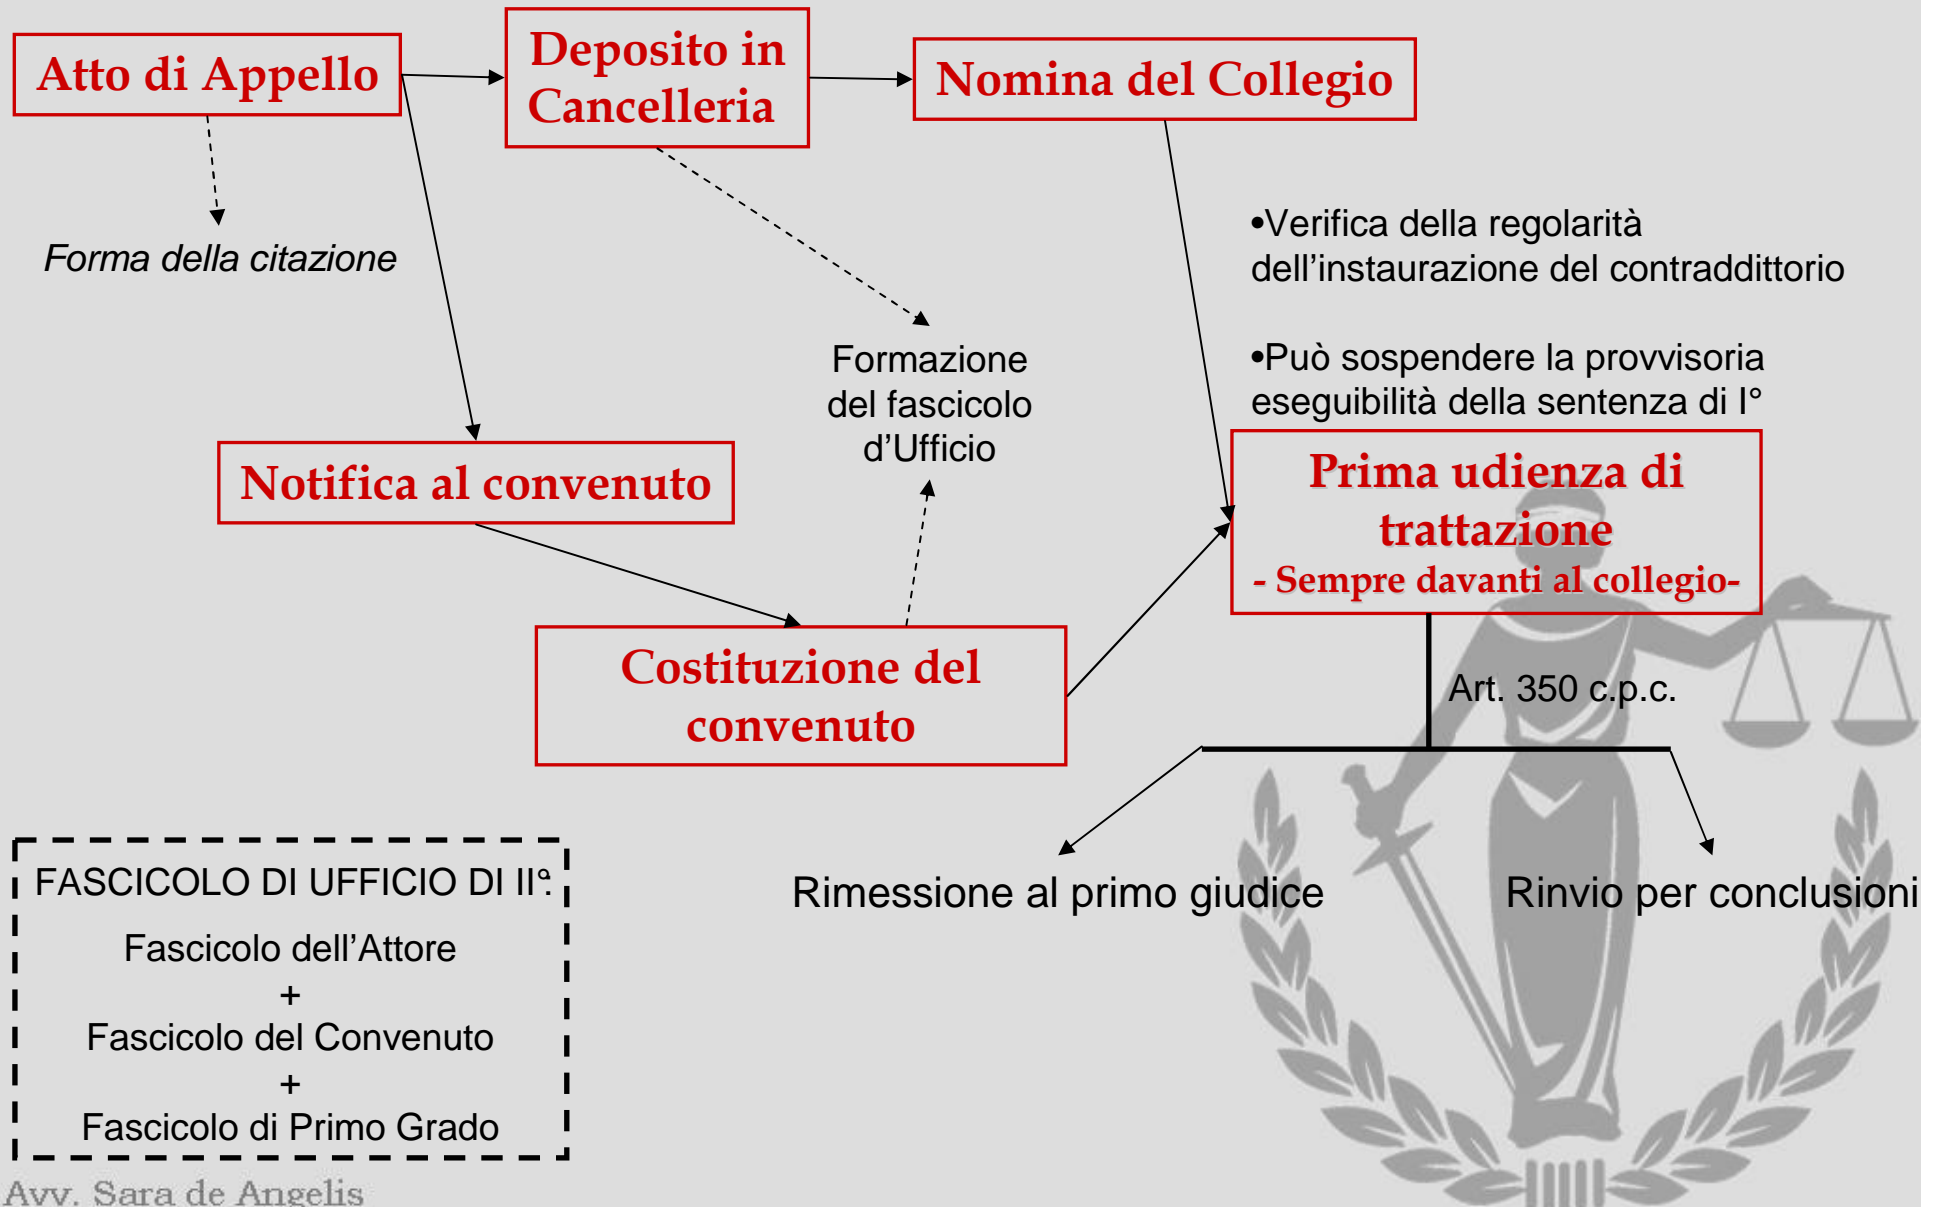 Atto di Appello
Deposito in
Cancelleria
Nomina del Collegio
Forma della citazione
•Verifica della regolarità
dell'instaurazione del contraddittorio
•Può sospendere la provvisoria
eseguibilità della sentenza di I°
Formazione
del fascicolo
d'Ufficio
Notifica al convenuto
Prima udienza di
trattazione
- Sempre davanti al collegio-
Costituzione del
convenuto
Art. 350 c.p.c.
Rimessione al primo giudice
Rinvio per conclusioni
FASCICOLO DI UFFICIO DI II°:
Fascicolo dell'Attore
+
Fascicolo del Convenuto
+
Fascicolo di Primo Grado
Avv. Sara de Angelis